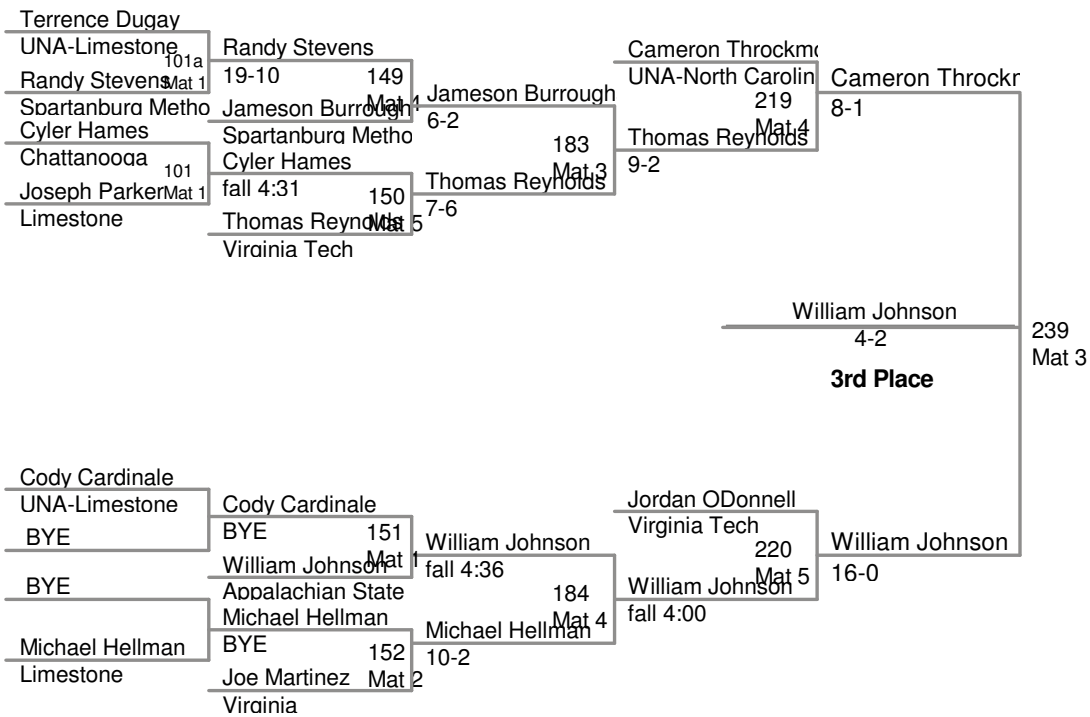 Terrence Dugay
UNA-Limestone
101a
Mat 1
Randy Stevens
Spartanburg Metho
Cyler Hames
Chattanooga
101
Mat 1
Joseph Parker
Limestone
Randy Stevens
19-10
149
Mat 4
Jameson Burrough
Spartanburg Metho
Cyler Hames
fall 4:31
150
Mat 5
Thomas Reynolds
Virginia Tech
Jameson Burrough
6-2
183
Mat 3
Thomas Reynolds
7-6
Cameron Throckmo
UNA-North Carolin
219
Mat 4
Thomas Reynolds
9-2
Cameron Throckr
8-1
William Johnson
4-2
3rd Place
239
Mat 3
Cody Cardinale
UNA-Limestone
BYE
BYE
Michael Hellman
Limestone
Cody Cardinale
BYE
151
Mat 1
William Johnson
Appalachian State
Michael Hellman
BYE
152
Mat 2
Joe Martinez
Virginia
William Johnson
fall 4:36
184
Mat 4
Michael Hellman
10-2
Jordan ODonnell
Virginia Tech
220
Mat 5
William Johnson
fall 4:00
William Johnson
16-0